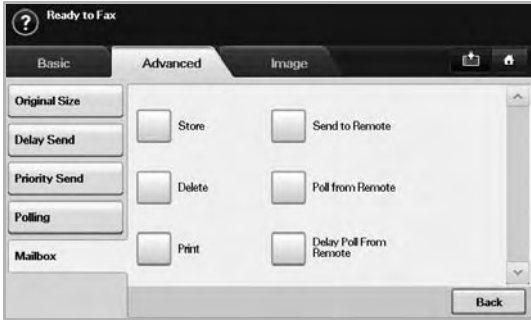 ? Ready to Fax
Basic Advanced Image
Original Size
Delay Send
Priority Send
Polling
Mailbox
Store Send to Remote
Delete Poll from Remote
Print Delay Poll From
Remote
Back